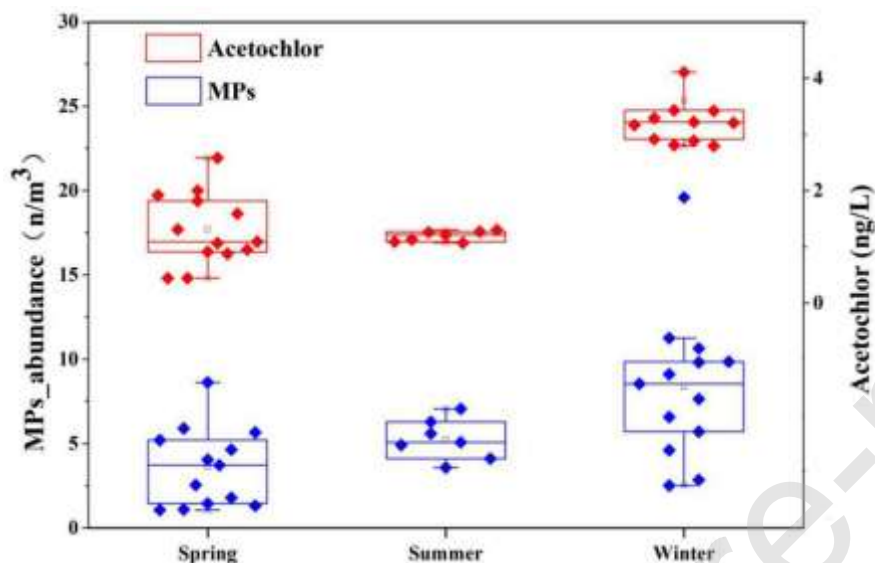 30
25
20
15
10
5
0
MPs_abundance ( n/m³ )
Acetochlor
MPs
4
2
0
Acetochlor (ng/L)
Spring Summer Winter